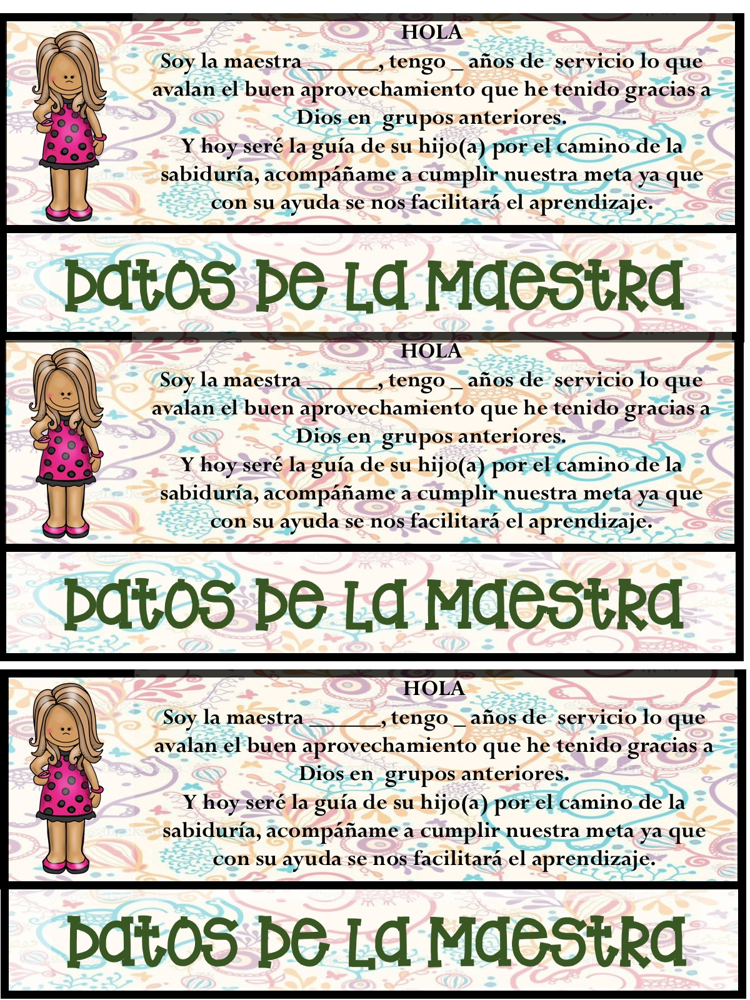 HOLA
Soy la maestra ______, tengo _ años de servicio lo que
avalan el buen aprovechamiento que he tenido gracias a
Dios en grupos anteriores.
Y hoy seré la guía de su hijo(a) por el camino de la
sabiduría, acompáñame a cumplir nuestra meta ya que
con su ayuda se nos facilitará el aprendizaje.
Datos de la Maestra
HOLA
Soy la maestra ______, tengo _ años de servicio lo que
avalan el buen aprovechamiento que he tenido gracias a
Dios en grupos anteriores.
Y hoy seré la guía de su hijo(a) por el camino de la
sabiduría, acompáñame a cumplir nuestra meta ya que
con su ayuda se nos facilitará el aprendizaje.
Datos de la Maestra
HOLA
Soy la maestra ______, tengo _ años de servicio lo que
avalan el buen aprovechamiento que he tenido gracias a
Dios en grupos anteriores.
Y hoy seré la guía de su hijo(a) por el camino de la
sabiduría, acompáñame a cumplir nuestra meta ya que
con su ayuda se nos facilitará el aprendizaje.
Datos de la Maestra